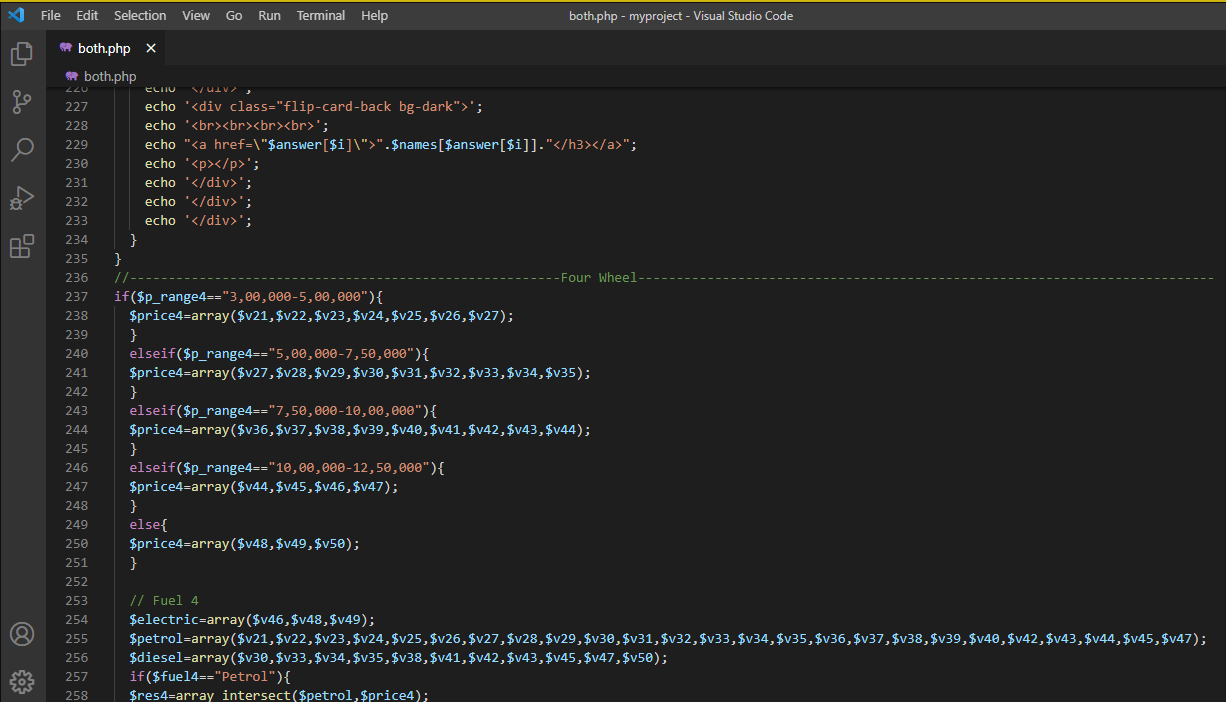 File Edit Selection View Go Run Terminal Help both.php - myproject - Visual Studio Code
both.php ×
both.php
226 echo '</div>';
227 echo '<div class="flip-card-back bg-dark">';
228 echo '<br><br><br><br>';
229 echo "<a href=\"$answer[$i]\">".$names[$answer[$i]]."</h3></a>";
230 echo '<p></p>';
231 echo '</div>';
232 echo '</div>';
233 echo '</div>';
234 }
235 }
236 //--------------------------------------------------------Four Wheel---------------------------------------------------------------------------
237 if($p_range4=="3,00,000-5,00,000"){
238 $price4=array($v21,$v22,$v23,$v24,$v25,$v26,$v27);
239 }
240 elseif($p_range4=="5,00,000-7,50,000"){
241 $price4=array($v27,$v28,$v29,$v30,$v31,$v32,$v33,$v34,$v35);
242 }
243 elseif($p_range4=="7,50,000-10,00,000"){
244 $price4=array($v36,$v37,$v38,$v39,$v40,$v41,$v42,$v43,$v44);
245 }
246 elseif($p_range4=="10,00,000-12,50,000"){
247 $price4=array($v44,$v45,$v46,$v47);
248 }
249 else{
250 $price4=array($v48,$v49,$v50);
251 }
252
253 // Fuel 4
254 $electric=array($v46,$v48,$v49);
255 $petrol=array($v21,$v22,$v23,$v24,$v25,$v26,$v27,$v28,$v29,$v30,$v31,$v32,$v33,$v34,$v35,$v36,$v37,$v38,$v39,$v40,$v42,$v43,$v44,$v45,$v47);
256 $diesel=array($v30,$v33,$v34,$v35,$v38,$v41,$v42,$v43,$v45,$v47,$v50);
257 if($fuel4=="Petrol"){
258 $res4=array_intersect($petrol,$price4);